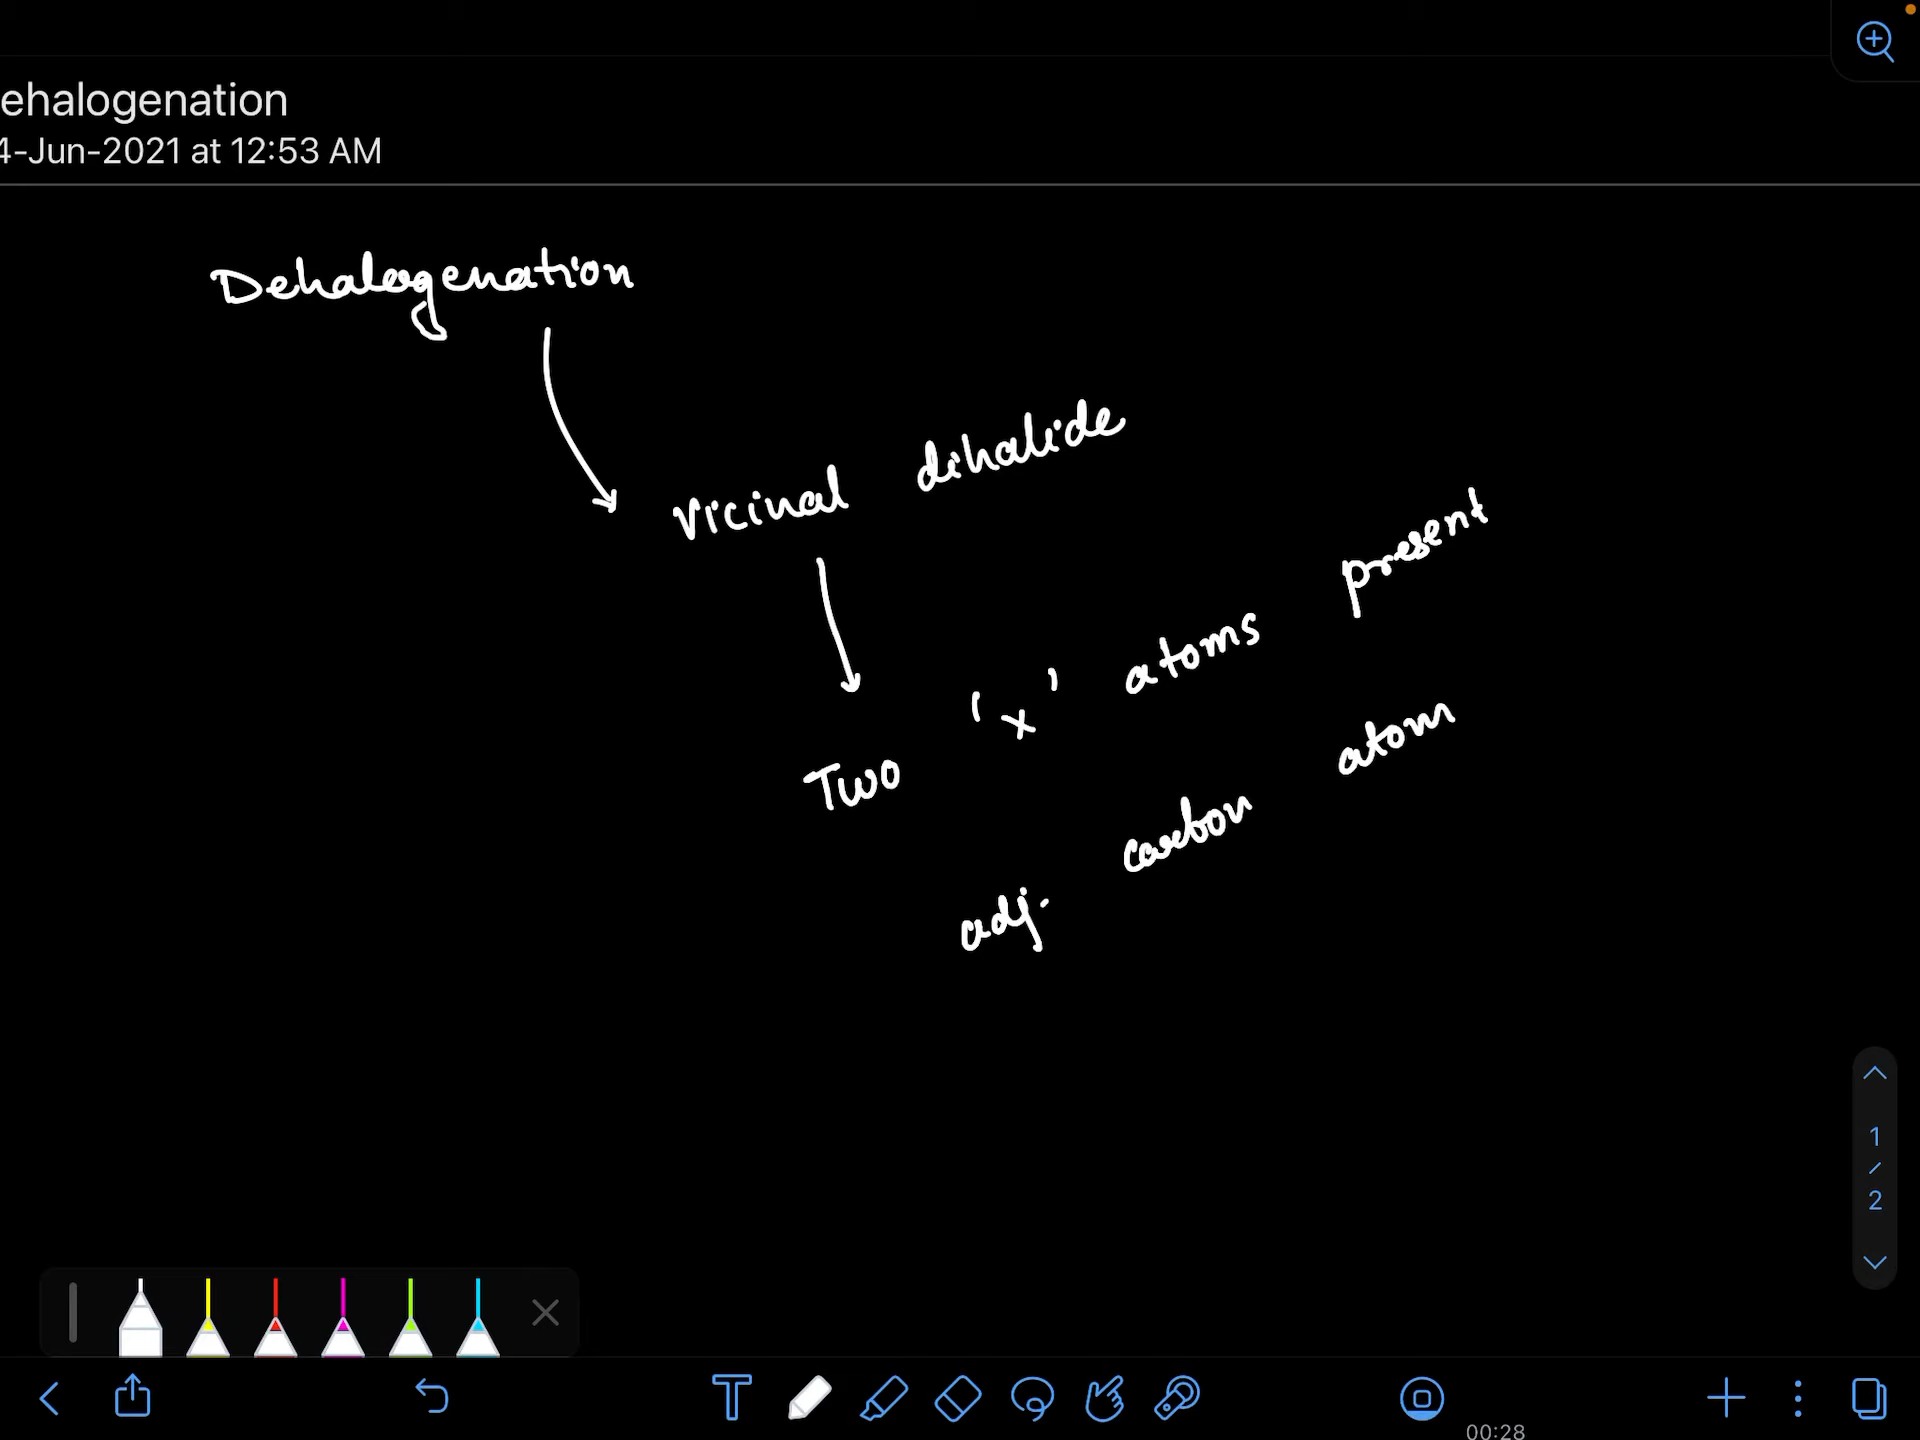 ehalogenation
4-Jun-2021 at 12:53 AM
Dehalogenation
Vicinal dihalide
Two 'x' atoms present
adj. carbon atom
1
/
2
00:28